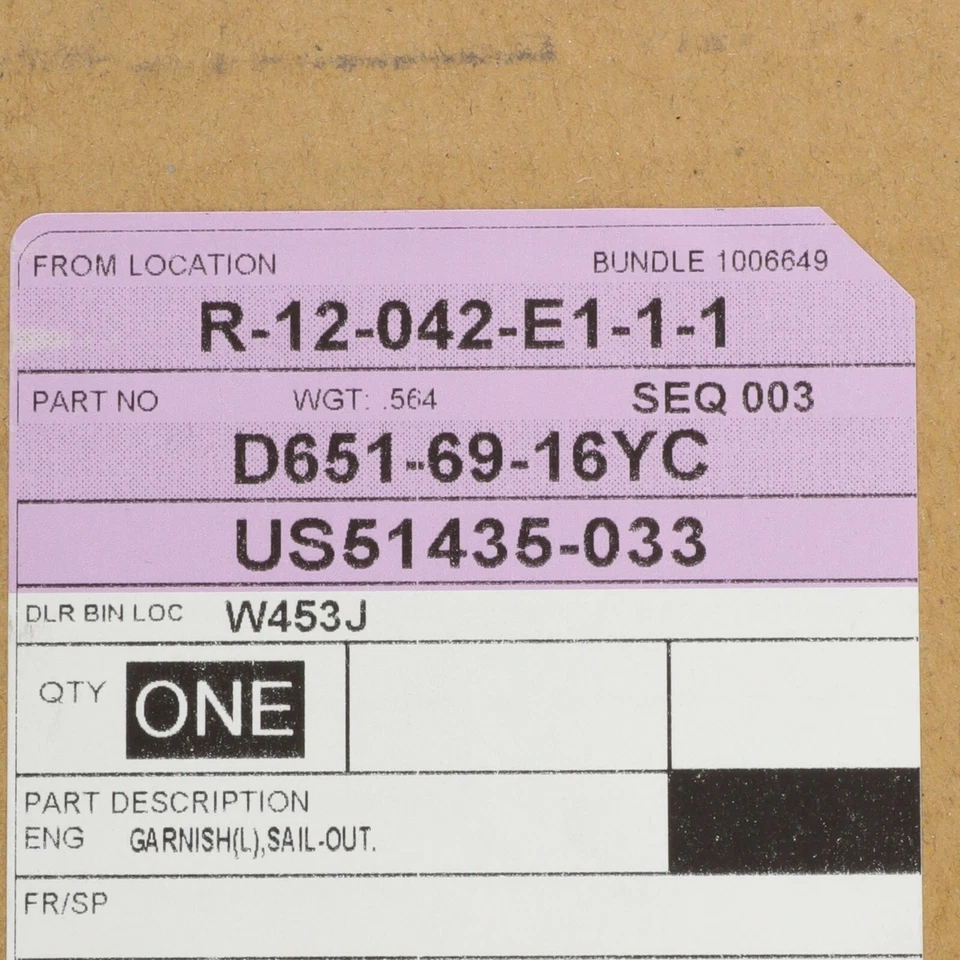 FROM LOCATION BUNDLE 1006649
R-12-042-E1-1-1
PART NO WGT: .564 SEQ 003
D651-69-16YC
US51435-033
DLR BIN LOC W453J
QTY ONE
PART DESCRIPTION
ENG GARNISH(L),SAIL-OUT.
FR/SP